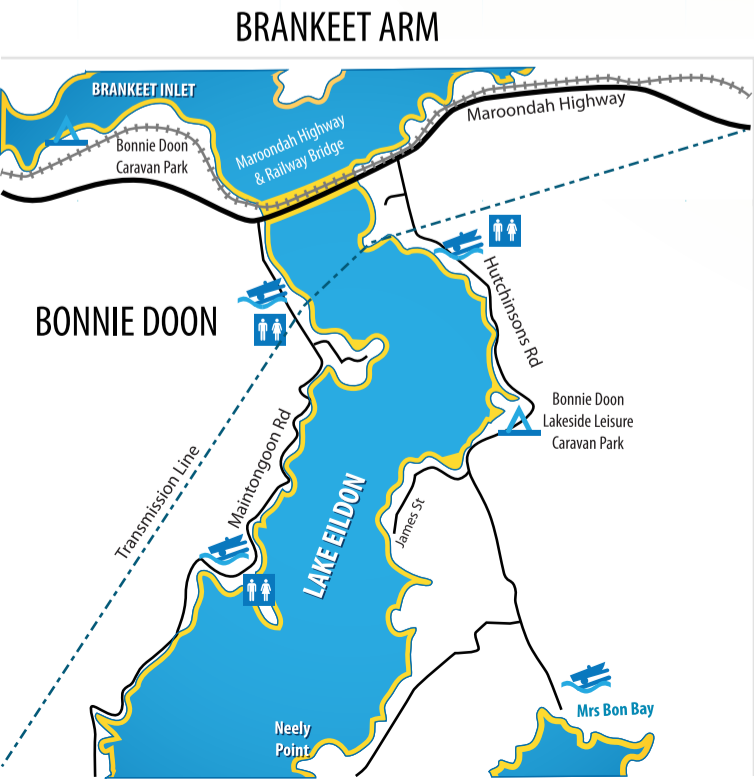 BRANKEET ARM
BRANKEET INLET
Bonnie Doon
Caravan Park
Maroondah Highway
& Railway Bridge
Maroondah Highway
BONNIE DOON
Hutchinsons Rd
Bonnie Doon
Lakeside Leisure
Caravan Park
Transmission Line
Maintongoon Rd
LAKE EILDON
James St
Mrs Bon Bay
Neely
Point